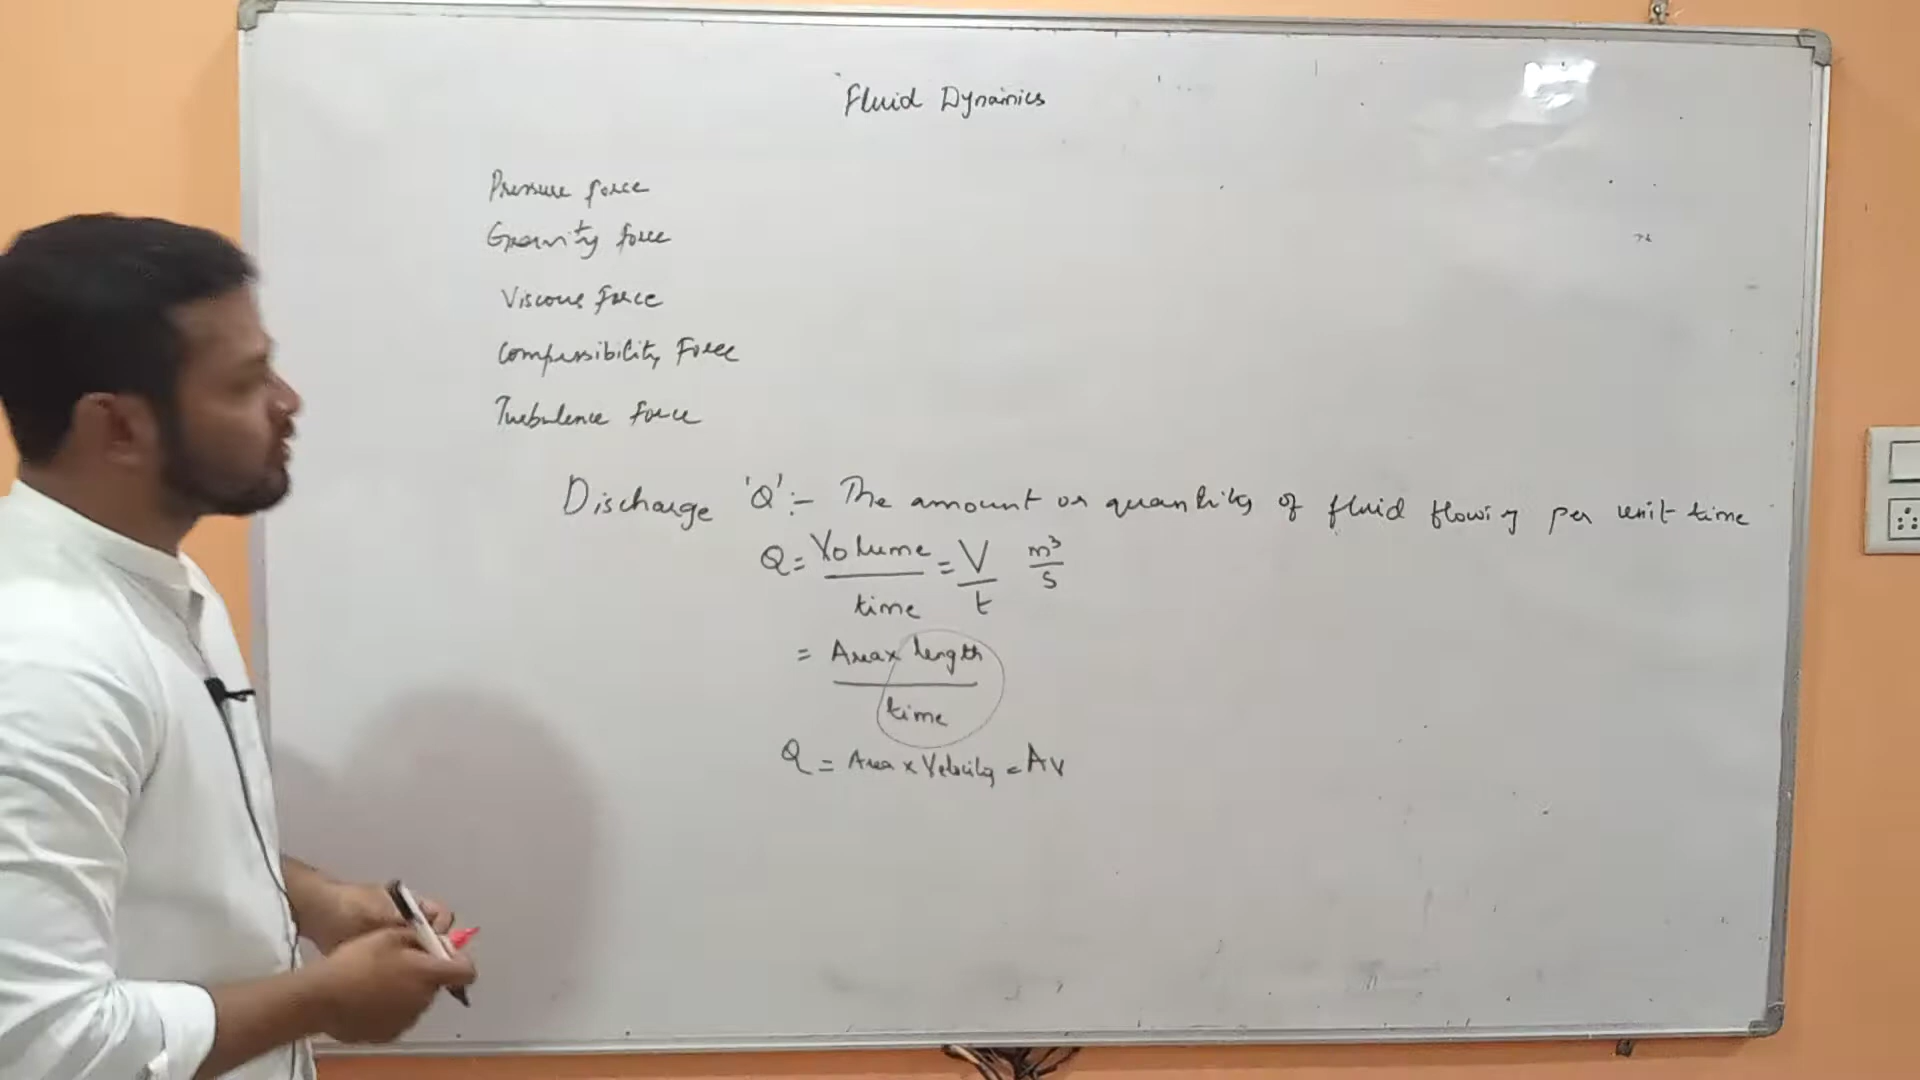 Fluid Dynamics
Pressure force
Gravity force
Viscous force
Compressibility Force
Turbulence force
Discharge 'Q':- The amount or quantity of fluid flowing per unit time
Q = Volume / time = V / t m³ / s
= Area x length / time
Q = Area x Velocity = AV